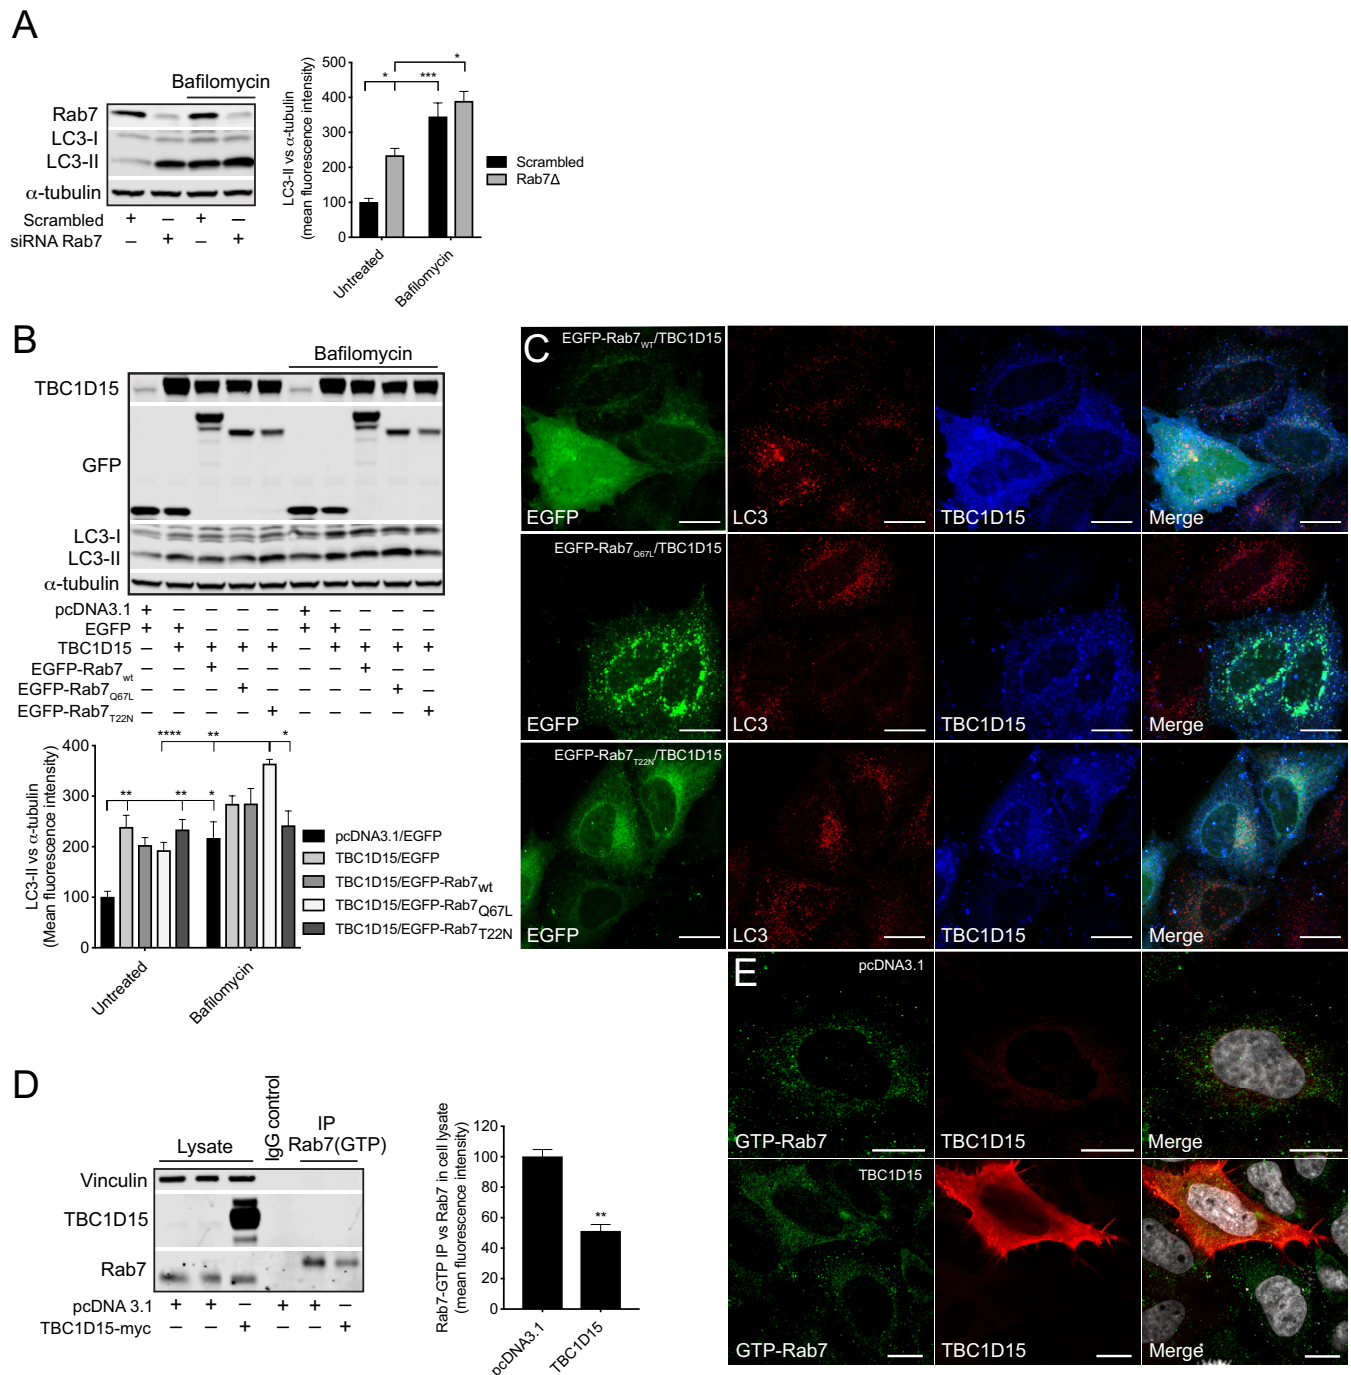 A
Bafilomycin
Rab7
LC3-I
LC3-II
α-tubulin
Scrambled + – + –
siRNA Rab7 – + – +
LC3-II vs α-tubulin
(mean fluorescence intensity)
500
400
300
200
100
0
* *** *
Untreated
Bafilomycin
Scrambled
Rab7Δ
B
Bafilomycin
TBC1D15
GFP
LC3-I
LC3-II
α-tubulin
pcDNA3.1 + – – – – + – – – –
EGFP + + – – – + + – – –
TBC1D15 – + + + + – + + + +
EGFP-Rab7wt – – + – – – – + – –
EGFP-Rab7Q67L – – – + – – – – + –
EGFP-Rab7T22N – – – – + – – – – +
LC3-II vs α-tubulin
(Mean fluorescence intensity)
400
300
200
100
0
**** ** *
** ** *
Untreated
Bafilomycin
pcDNA3.1/EGFP
TBC1D15/EGFP
TBC1D15/EGFP-Rab7wt
TBC1D15/EGFP-Rab7Q67L
TBC1D15/EGFP-Rab7T22N
C
EGFP-Rab7WT/TBC1D15
EGFP
LC3
TBC1D15
Merge
EGFP-Rab7Q67L/TBC1D15
EGFP
LC3
TBC1D15
Merge
EGFP-Rab7T22N/TBC1D15
EGFP
LC3
TBC1D15
Merge
D
Lysate
IgG control
IP
Rab7(GTP)
Vinculin
TBC1D15
Rab7
pcDNA 3.1 + + – + + –
TBC1D15-myc – – + – – +
Rab7-GTP IP vs Rab7 in cell lysate
(mean fluorescence intensity)
120
100
80
60
40
20
0
**
pcDNA3.1
TBC1D15
E
pcDNA3.1
GTP-Rab7
TBC1D15
Merge
TBC1D15
GTP-Rab7
TBC1D15
Merge